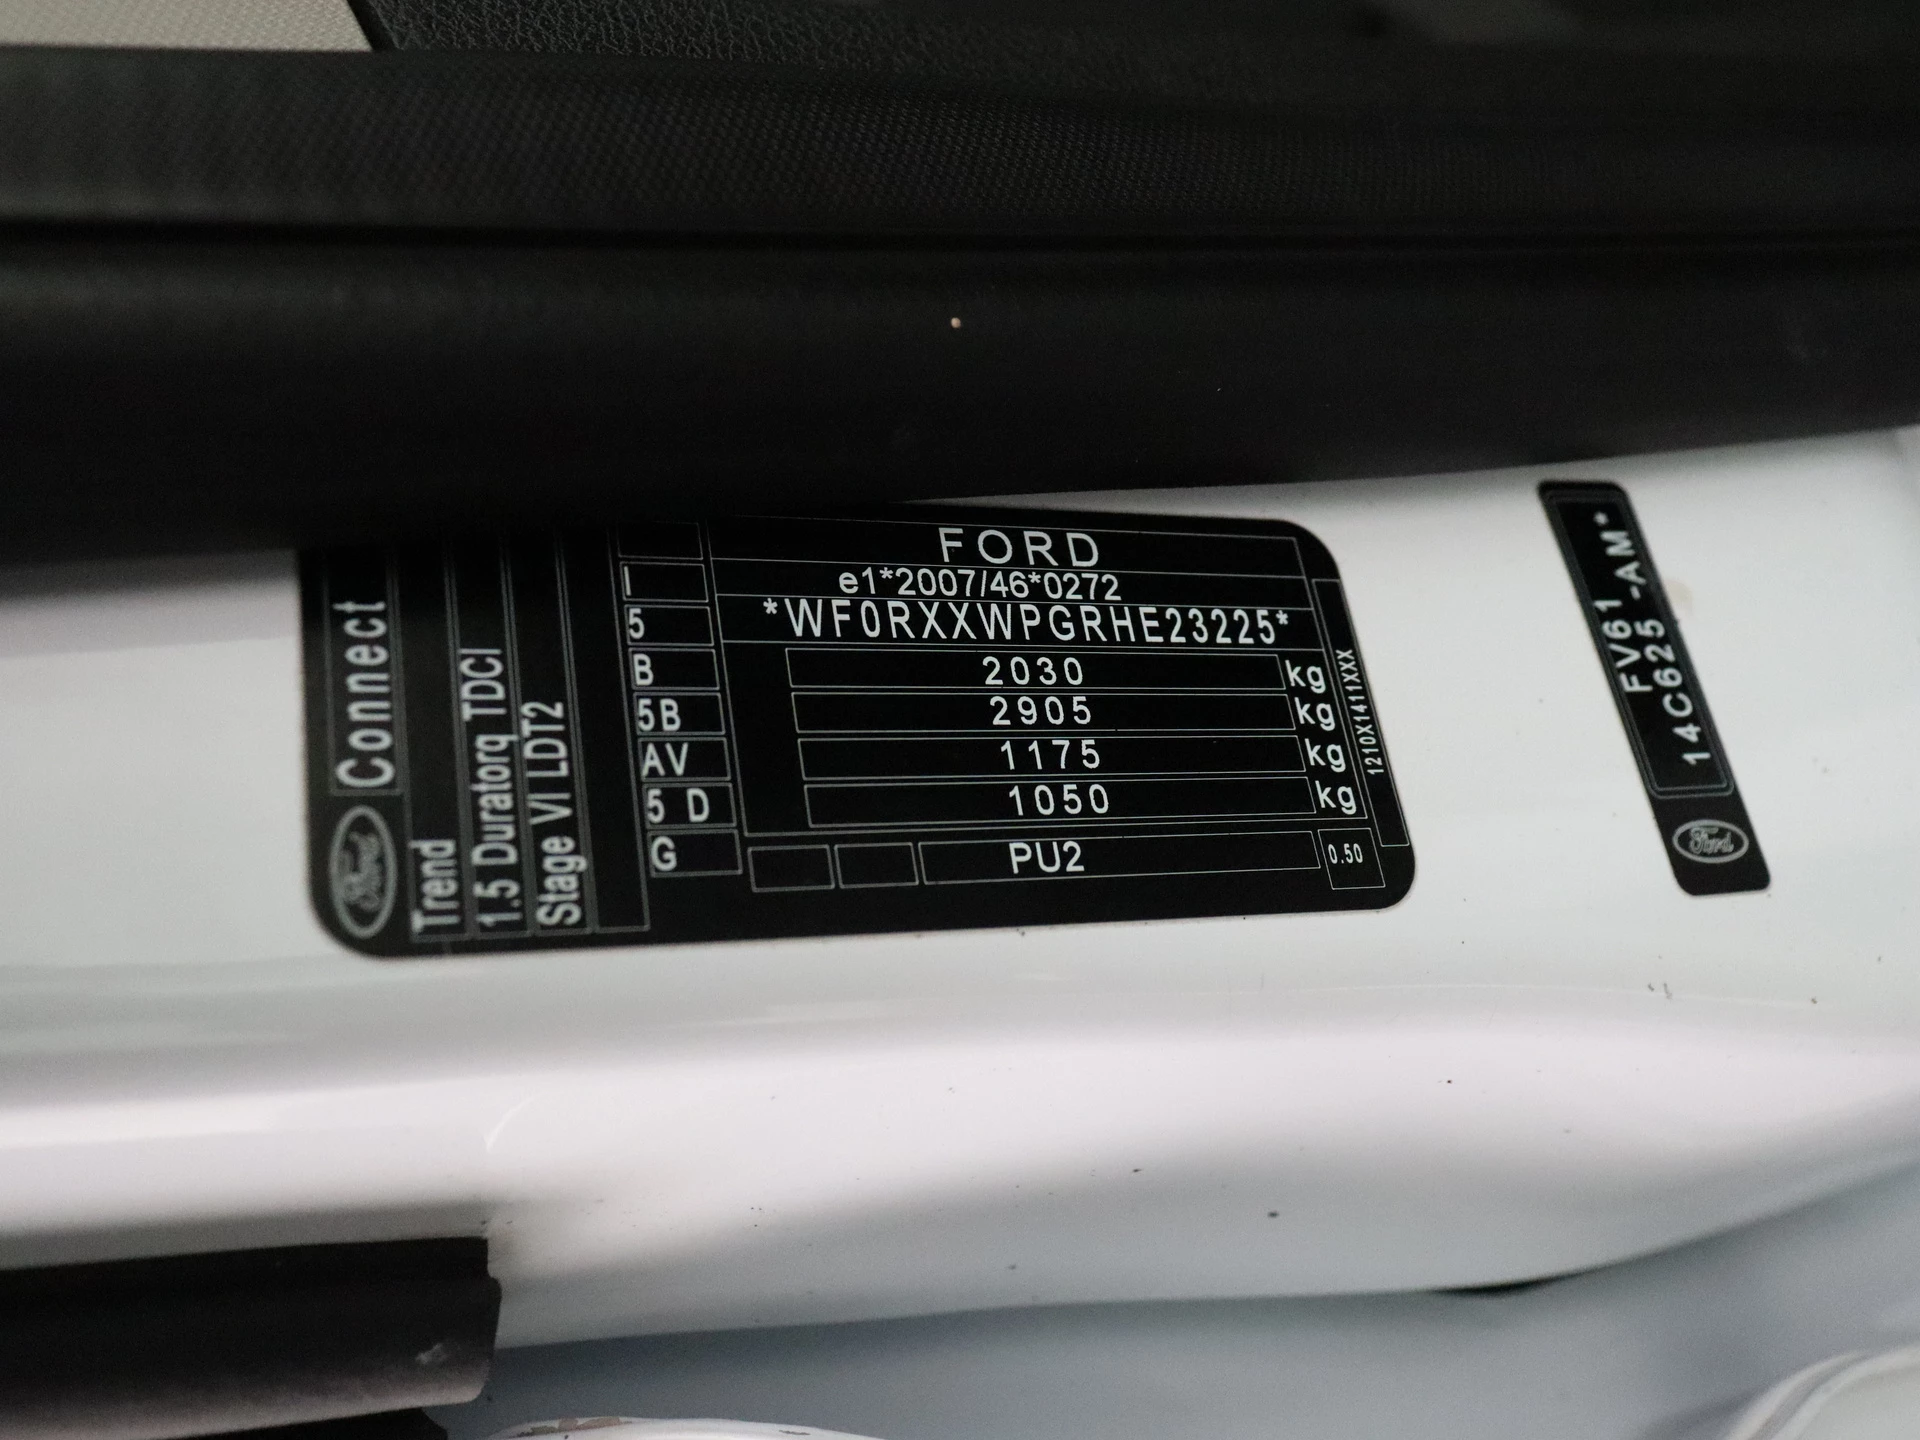 FORD
I e1*2007/46*0272
5 *WF0RXXWPGRHE23225*
B 2030 kg
5B 2905 kg
AV 1175 kg
5 D 1050 kg
G PU2 0.50
1210X1411XXX
Ford Connect
Trend
1.5 Duratorq TDCI
Stage VI LDT2
FV61
14C625 -AM*
Ford